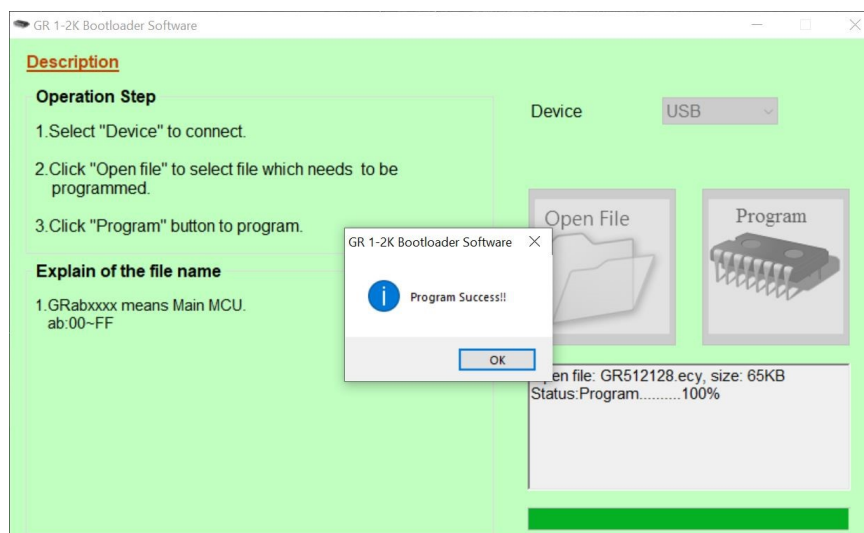 GR 1-2K Bootloader Software
Description
Operation Step
1.Select "Device" to connect.
2.Click "Open file" to select file which needs to be
programmed.
3.Click "Program" button to program.
Explain of the file name
1.GRabxxxx means Main MCU.
ab:00~FF
Device
USB
Open File
Program
GR 1-2K Bootloader Software
Program Success!!
OK
file: GR512128.ecy, size: 65KB
Status:Program..........100%